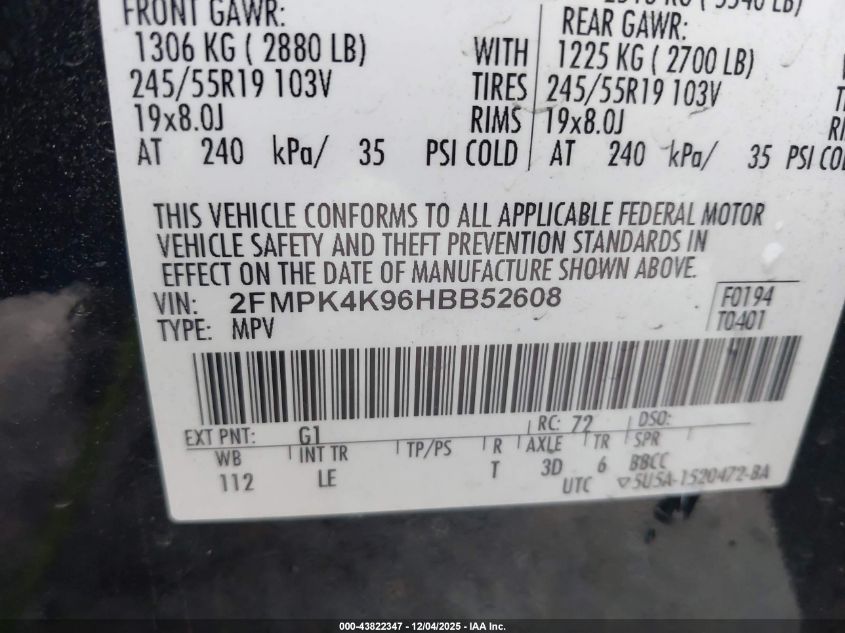 FRONT GAWR:
1306 KG ( 2880 LB) WITH
245/55R19 103V TIRES
19x8.0J RIMS
AT 240 kPa/ 35 PSI COLD
REAR GAWR:
1225 KG ( 2700 LB)
245/55R19 103V
19x8.0J
AT 240 kPa/ 35 PSI
THIS VEHICLE CONFORMS TO ALL APPLICABLE FEDERAL MOTOR
VEHICLE SAFETY AND THEFT PREVENTION STANDARDS IN
EFFECT ON THE DATE OF MANUFACTURE SHOWN ABOVE.
VIN: 2FMPK4K96HBB52608 F0194
TYPE: MPV T0401
EXT PNT: G1 RC: 72 DSO:
WB INT TR TP/PS R AXLE TR SPR
112 LE T 3D 6 BBCC
UTC ▽5U5A-1520472-BA
000-43822347 - 12/04/2025 - IAA, Inc.